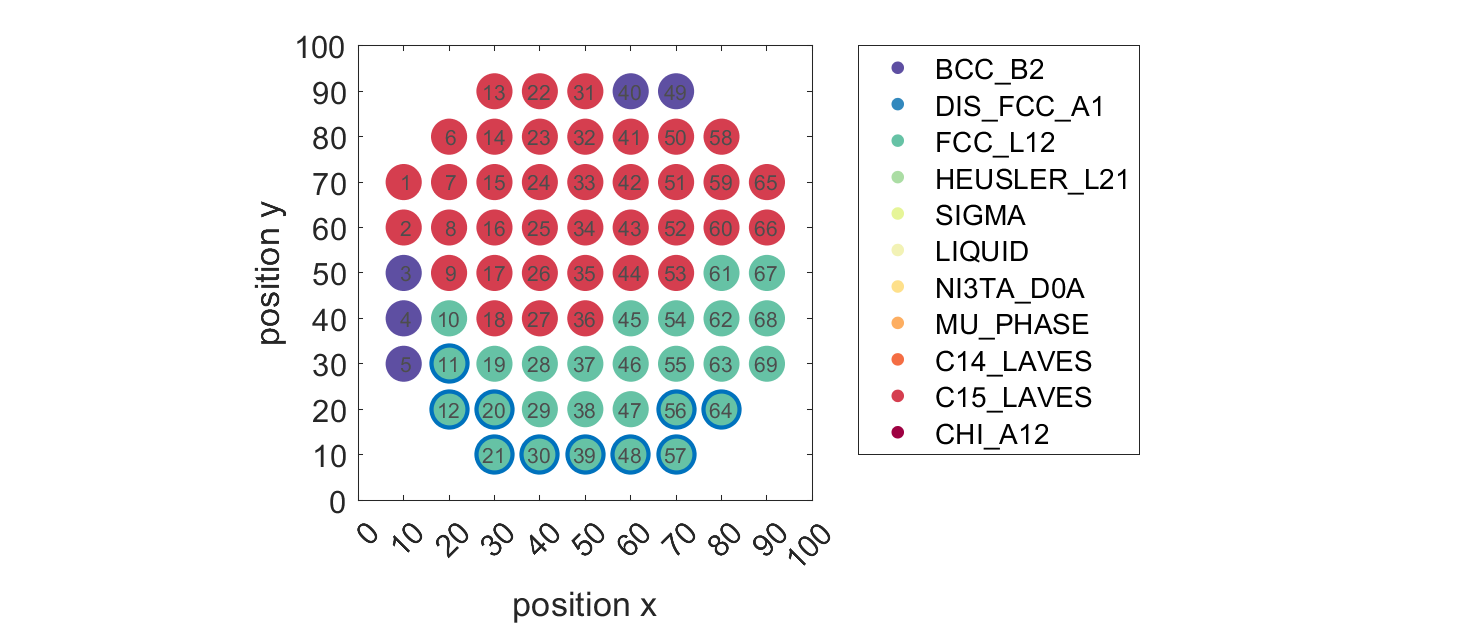 100
90
80
70
60
50
40
30
20
10
0
position y
13 22 31 40 49
6 14 23 32 41 50 58
1 7 15 24 33 42 51 59 65
2 8 16 25 34 43 52 60 66
3 9 17 26 35 44 53 61 67
4 10 18 27 36 45 54 62 68
5 11 19 28 37 46 55 63 69
12 20 29 38 47 56 64
21 30 39 48 57
0 10 20 30 40 50 60 70 80 90 100
position x
BCC_B2
DIS_FCC_A1
FCC_L12
HEUSLER_L21
SIGMA
LIQUID
NI3TA_D0A
MU_PHASE
C14_LAVES
C15_LAVES
CHI_A12